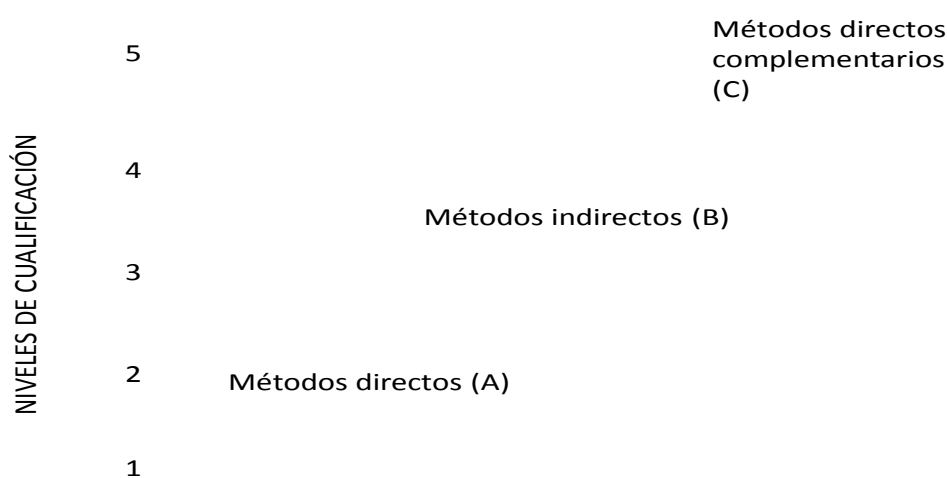 NIVELES DE CUALIFICACIÓN
5
Métodos directos
complementarios
(C)
4
Métodos indirectos (B)
3
2
Métodos directos (A)
1